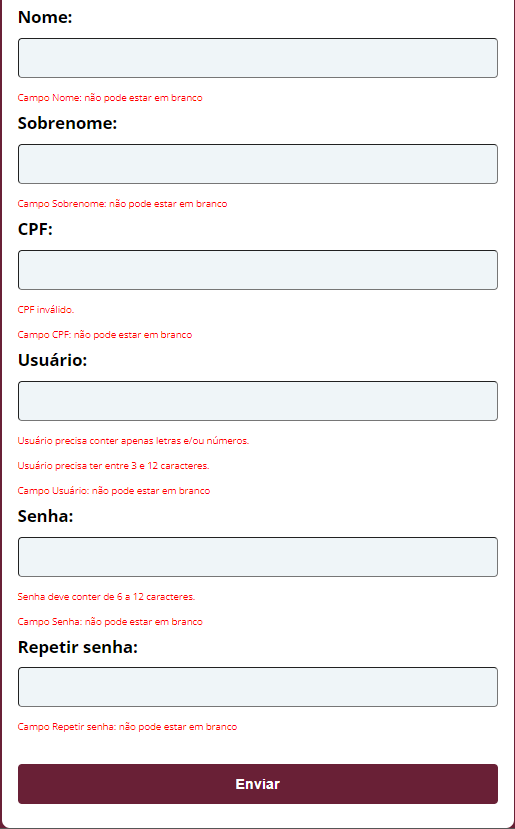 Nome:
Campo Nome: não pode estar em branco
Sobrenome:
Campo Sobrenome: não pode estar em branco
CPF:
CPF inválido.
Campo CPF: não pode estar em branco
Usuário:
Usuário precisa conter apenas letras e/ou números.
Usuário precisa ter entre 3 e 12 caracteres.
Campo Usuário: não pode estar em branco
Senha:
Senha deve conter de 6 a 12 caracteres.
Campo Senha: não pode estar em branco
Repetir senha:
Campo Repetir senha: não pode estar em branco
Enviar